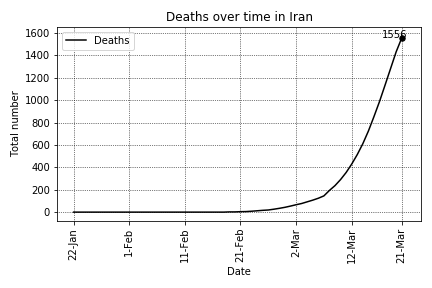 Deaths over time in Iran
Total number
1600
1400
1200
1000
800
600
400
200
0
Deaths
1556
22-Jan
1-Feb
11-Feb
21-Feb
2-Mar
12-Mar
21-Mar
Date